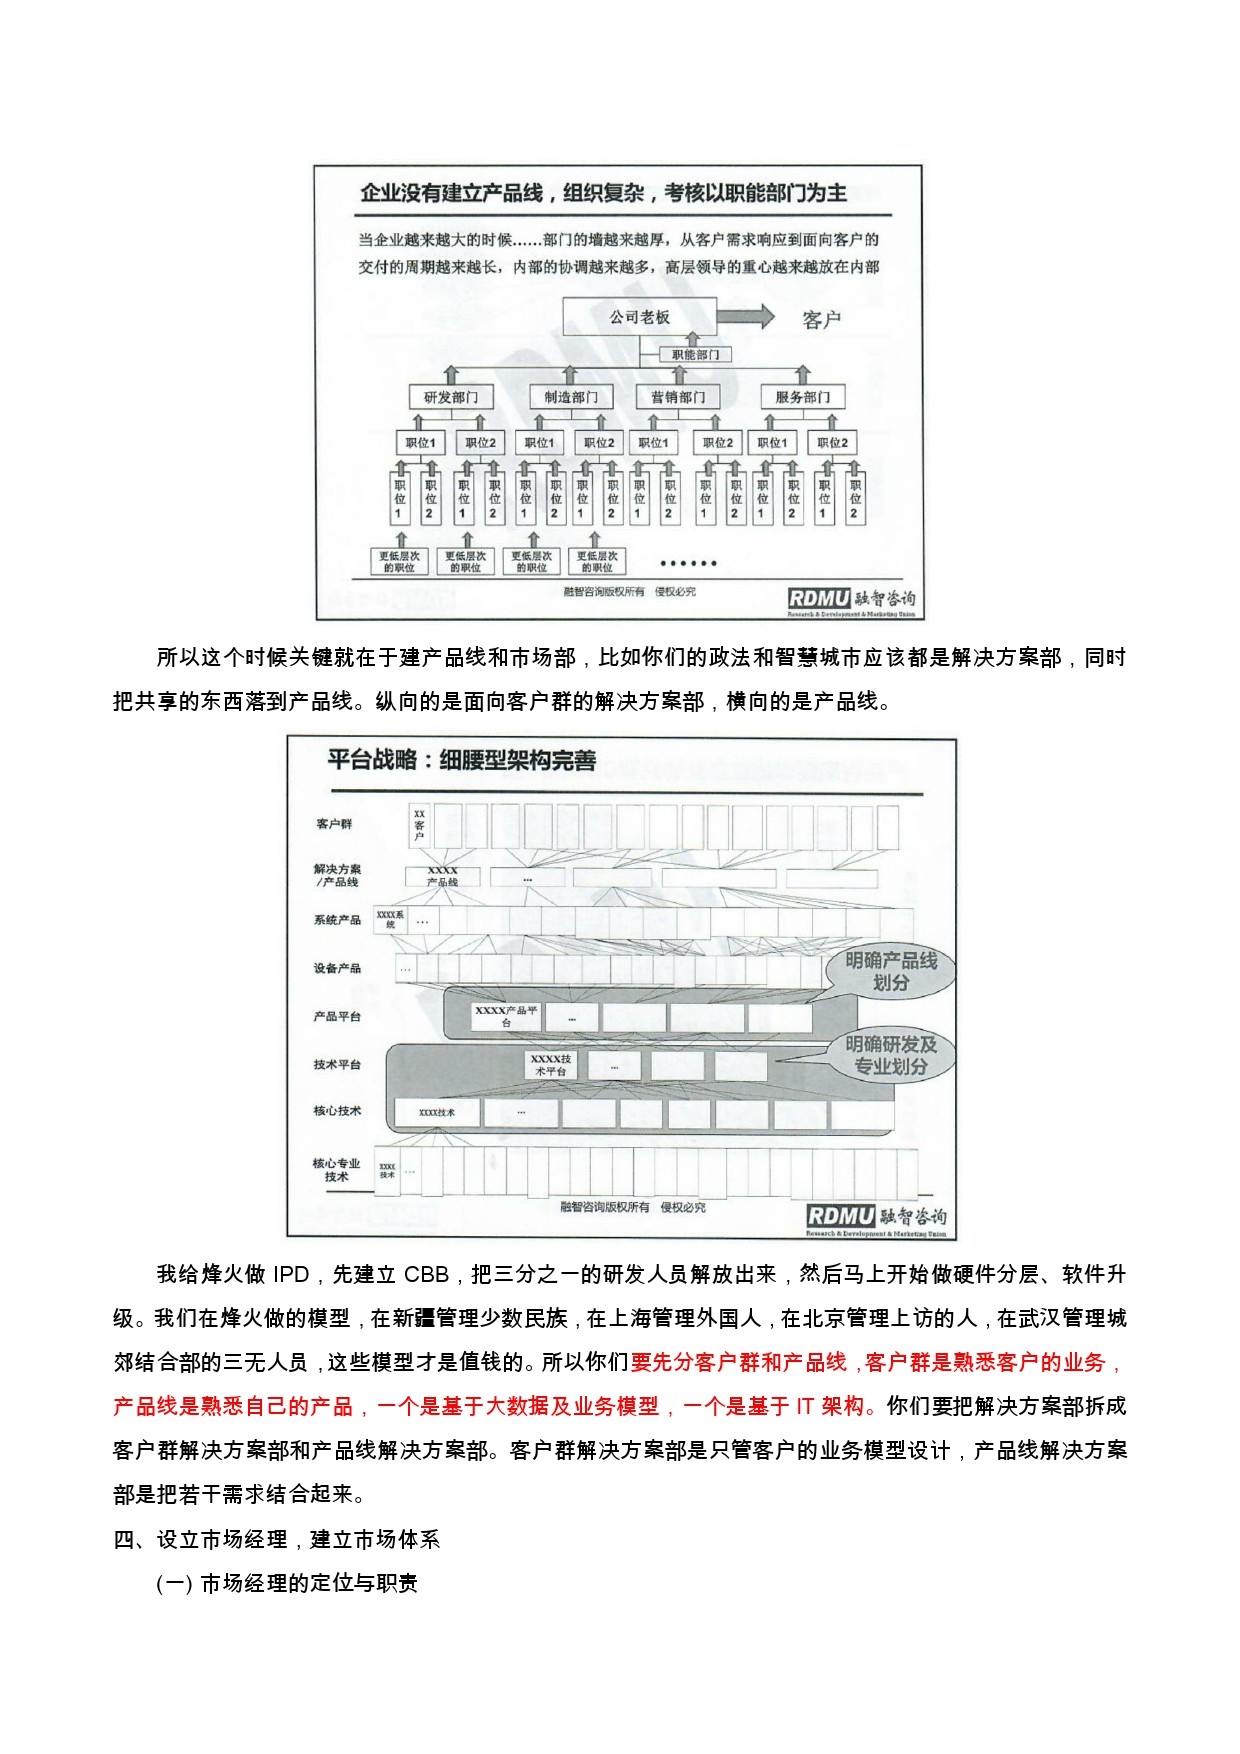 企业没有建立产品线，组织复杂，考核以职能部门为主
当企业越来越大的时候......部门的墙越来越厚，从客户需求响应到面向客户的
交付的周期越来越长，内部的协调越来越多，高层领导的重心越来越放在内部
公司老板
客户
职能部门
研发部门 制造部门 营销部门 服务部门
职位1 职位2 职位1 职位2 职位1 职位2 职位1 职位2
职位1 职位2 职位1 职位2 职位1 职位2 职位1 职位2 职位1 职位2 职位1 职位2 职位1 职位2 职位1 职位2
更低层次的职位 更低层次的职位 更低层次的职位 更低层次的职位 ••••••
融智咨询版权所有 侵权必究
RDMU融智咨询
Research & Development & Marketing Union
所以这个时候关键就在于建产品线和市场部，比如你们的政法和智慧城市应该都是解决方案部，同时
把共享的东西落到产品线。纵向的是面向客户群的解决方案部，横向的是产品线。
平台战略：细腰型架构完善
客户群
XX客户
解决方案
/产品线
XXXX
产品线
...
系统产品
XXXX系统
...
设备产品
...
明确产品线
划分
产品平台
XXXX产品平台
...
技术平台
XXXX技术平台
...
明确研发及
专业划分
核心技术
XXXX技术
...
核心专业
技术
XXXX
技术
...
融智咨询版权所有 侵权必究
RDMU融智咨询
Research & Development & Marketing Union
我给烽火做 IPD，先建立 CBB，把三分之一的研发人员解放出来，然后马上开始做硬件分层、软件升
级。我们在烽火做的模型，在新疆管理少数民族，在上海管理外国人，在北京管理上访的人，在武汉管理城
郊结合部的三无人员，这些模型才是值钱的。所以你们要先分客户群和产品线，客户群是熟悉客户的业务，
产品线是熟悉自己的产品，一个是基于大数据及业务模型，一个是基于 IT 架构。你们要把解决方案部拆成
客户群解决方案部和产品线解决方案部。客户群解决方案部是只管客户的业务模型设计，产品线解决方案
部是把若干需求结合起来。
四、设立市场经理，建立市场体系
(一) 市场经理的定位与职责